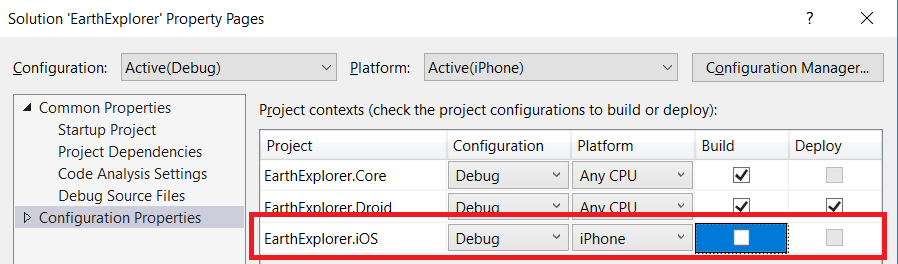 Solution 'EarthExplorer' Property Pages ?
Configuration: Active(Debug) Platform: Active(iPhone) Configuration Manager...
Common Properties
Startup Project
Project Dependencies
Code Analysis Settings
Debug Source Files
Configuration Properties
Project contexts (check the project configurations to build or deploy):
Project Configuration Platform Build Deploy
EarthExplorer.Core Debug Any CPU
EarthExplorer.Droid Debug Any CPU
EarthExplorer.iOS Debug iPhone